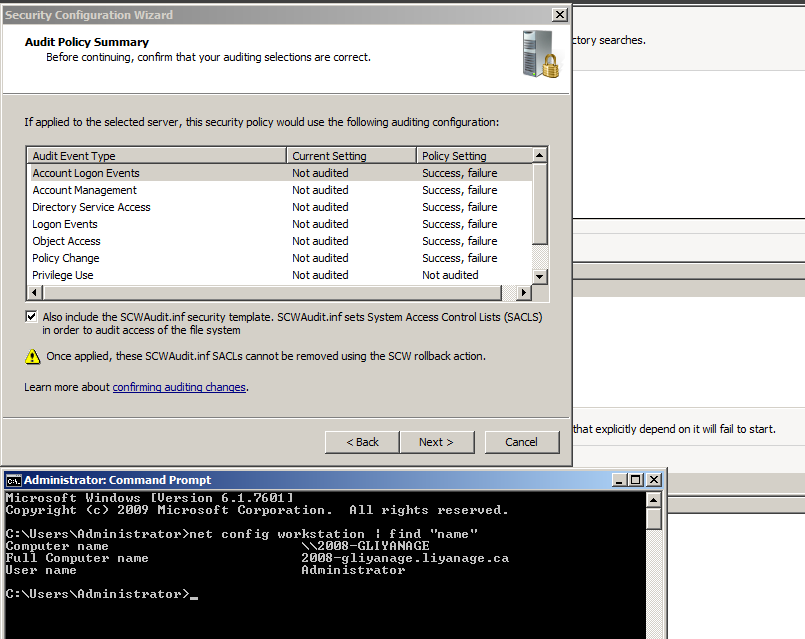 Security Configuration Wizard
Audit Policy Summary
Before continuing, confirm that your auditing selections are correct.
ctory searches.
If applied to the selected server, this security policy would use the following auditing configuration:
Audit Event Type Current Setting Policy Setting
Account Logon Events Not audited Success, failure
Account Management Not audited Success, failure
Directory Service Access Not audited Success, failure
Logon Events Not audited Success, failure
Object Access Not audited Success, failure
Policy Change Not audited Success, failure
Privilege Use Not audited Not audited
Also include the SCWAudit.inf security template. SCWAudit.inf sets System Access Control Lists (SACLS)
in order to audit access of the file system
Once applied, these SCWAudit.inf SACLs cannot be removed using the SCW rollback action.
Learn more about confirming auditing changes.
that explicitly depend on it will fail to start.
< Back Next > Cancel
Administrator: Command Prompt
Microsoft Windows [Version 6.1.7601]
Copyright (c) 2009 Microsoft Corporation. All rights reserved.
C:\Users\Administrator>net config workstation | find "name"
Computer name \\2008-GLIYANAGE
Full Computer name 2008-gliyanage.liyanage.ca
User name Administrator
C:\Users\Administrator>_